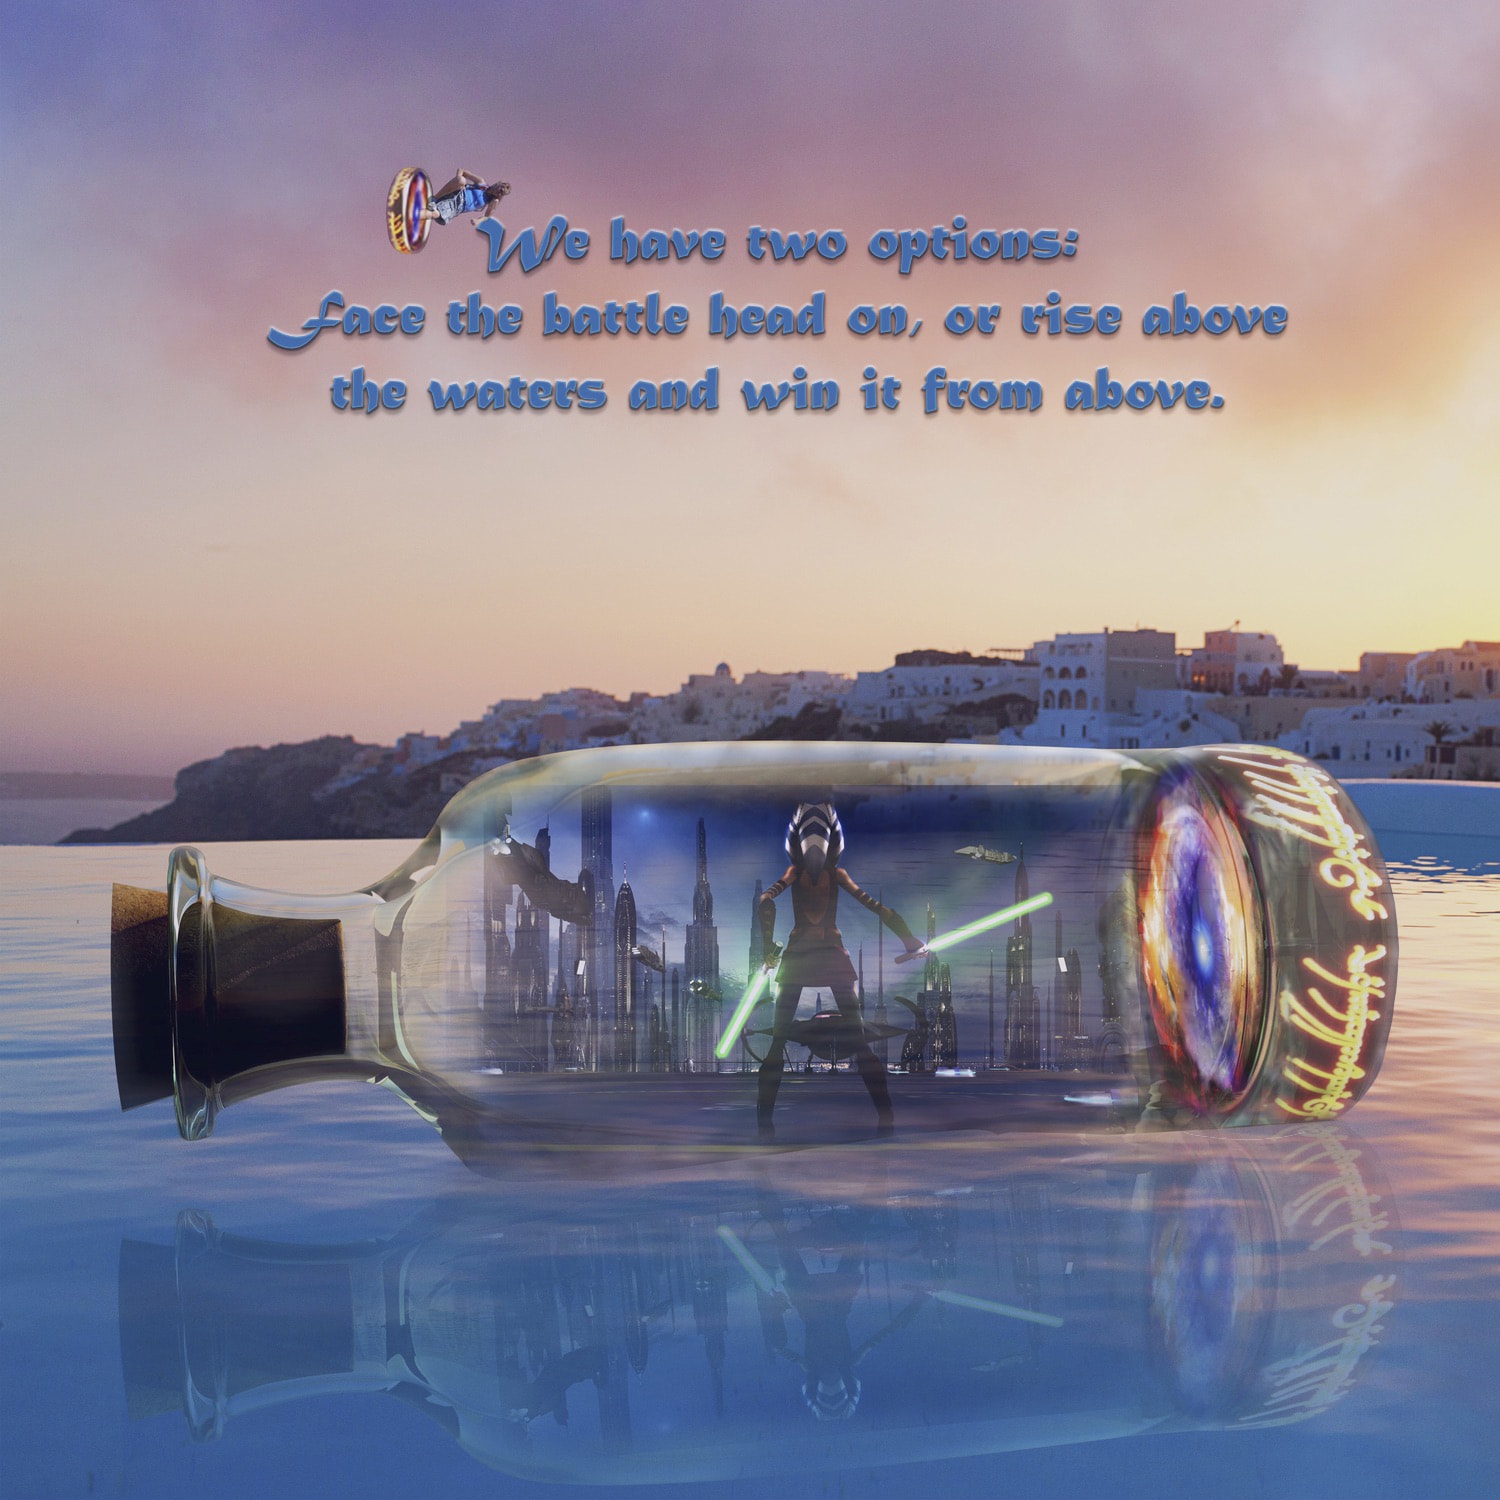 We have two options:
Face the battle head on, or rise above
the waters and win it from above.